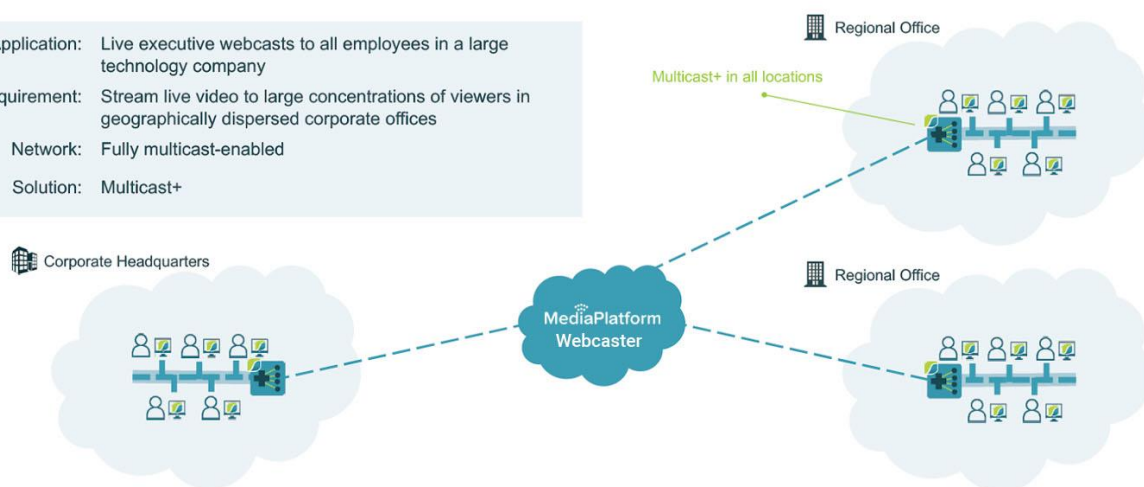 pplication: Live executive webcasts to all employees in a large
technology company
quirement: Stream live video to large concentrations of viewers in
geographically dispersed corporate offices
Network: Fully multicast-enabled
Solution: Multicast+
Regional Office
Multicast+ in all locations
Corporate Headquarters
Regional Office
MediaPlatform
Webcaster